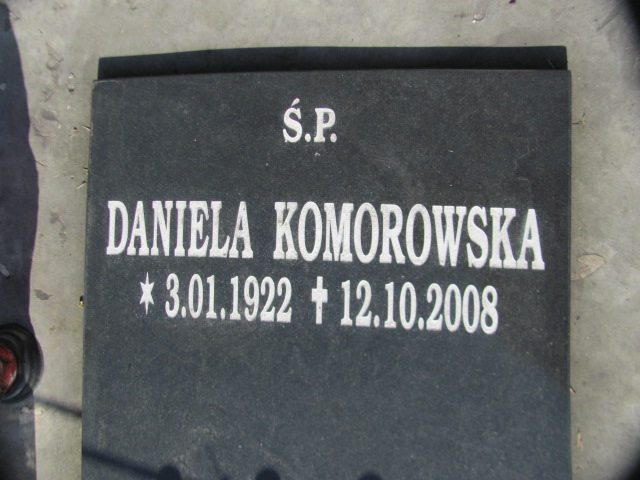 Ś.P.
DANIELA KOMOROWSKA
* 3.01.1922 ✝ 12.10.2008